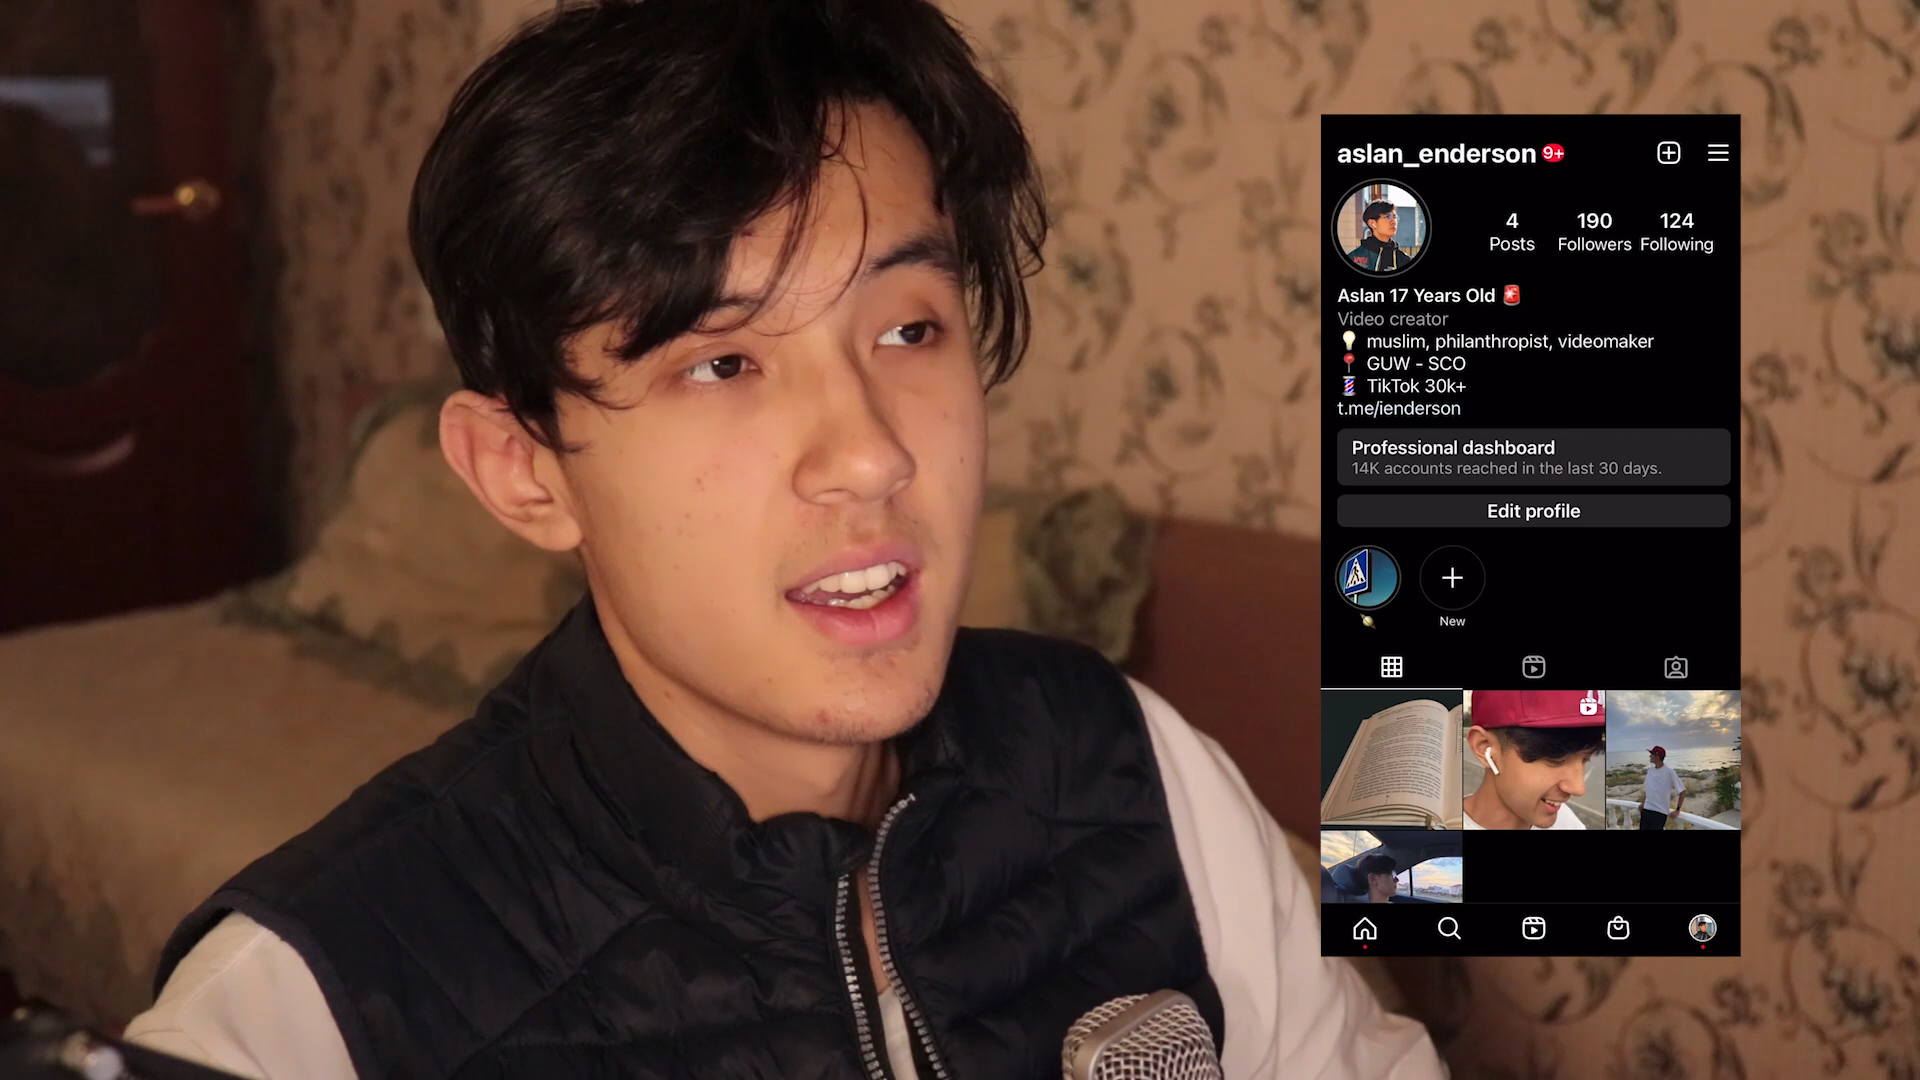 aslan_enderson 9+
4 190 124
Posts Followers Following
Aslan 17 Years Old 🚨
Video creator
💡 muslim, philanthropist, videomaker
📍 GUW - SCO
💈 TikTok 30k+
t.me/ienderson
Professional dashboard
14K accounts reached in the last 30 days.
Edit profile
🪐 New